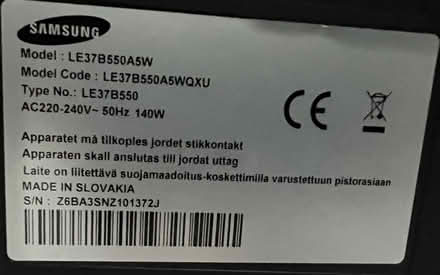 SAMSUNG
Model : LE37B550A5W
Model Code : LE37B550A5WQXU
Type No.: LE37B550
AC220-240V~ 50Hz 140W
CE
Apparatet må tilkoples jordet stikkontakt
Apparaten skall anslutas till jordat uttag
Laite on liitettävä suojamaadoitus-koskettimilla varustettuun pistorasiaan
MADE IN SLOVAKIA
S/N : Z6BA3SNZ101372J